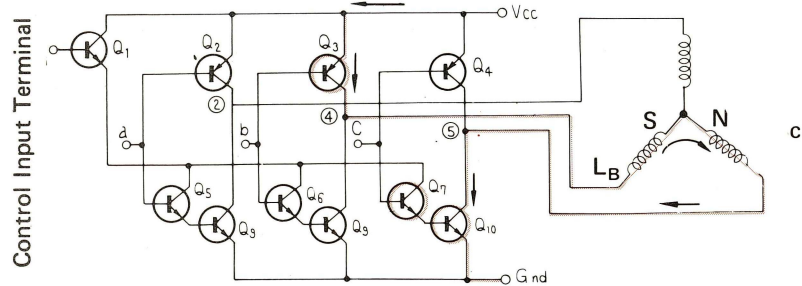 Control Input Terminal
Vcc
Q1
Q2
Q3
Q4
②
④
⑤
a
b
C
S
N
c
LB
Q5
Q9
Q6
Q9
Q7
Q10
Gnd